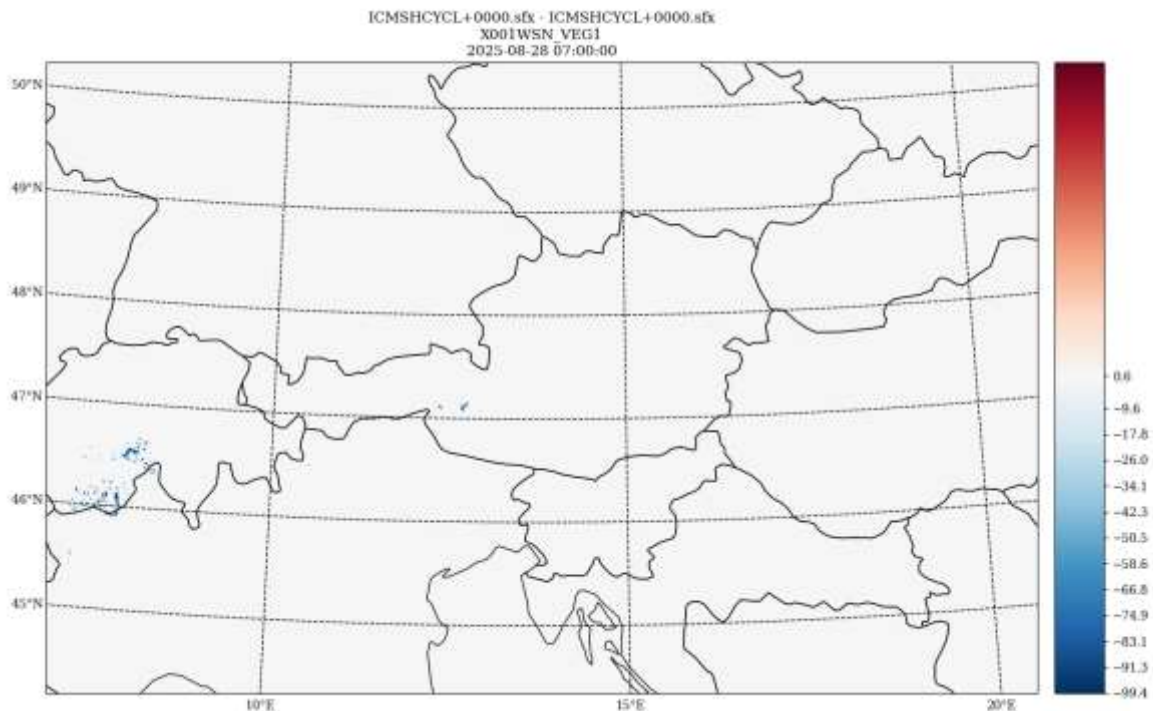 ICMSHCYCL+0000.sfx - ICMSHCYCL+0000.sfx
X001WSN_VEG1
2025-08-28 07:00:00
50°N
49°N
48°N
47°N
46°N
45°N
10°E
15°E
20°E
0.6
−9.6
−17.8
−26.0
−34.1
−42.3
−50.5
−58.6
−66.8
−74.9
−83.1
−91.3
−99.4